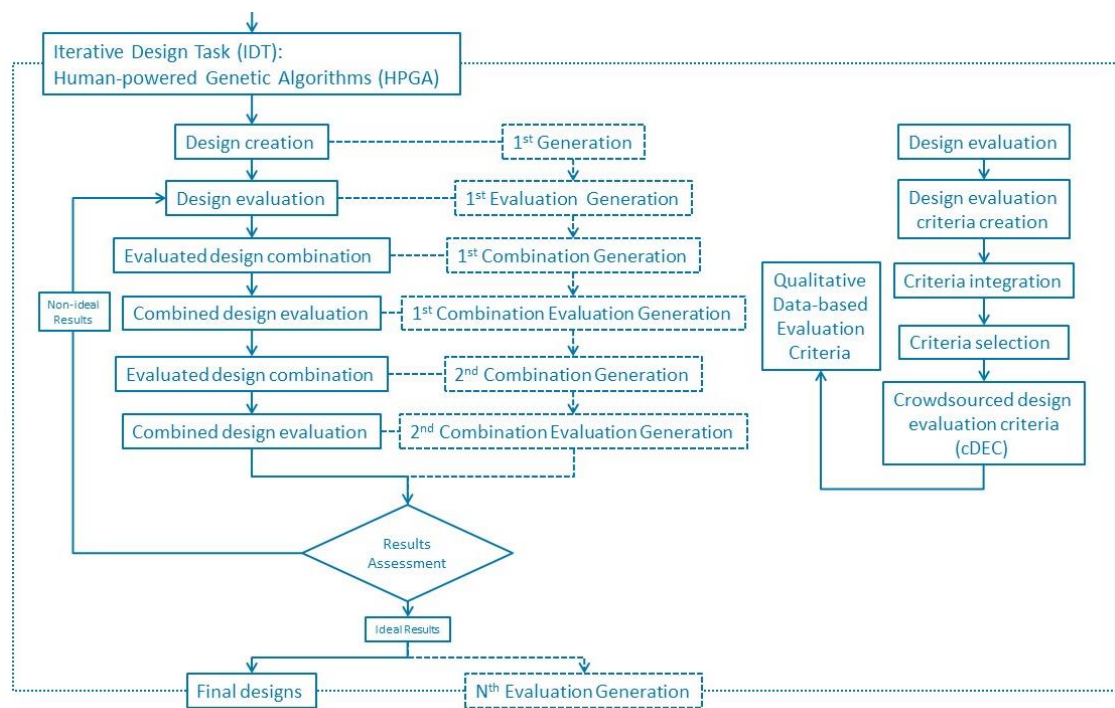 Iterative Design Task (IDT):
Human-powered Genetic Algorithms (HPGA)
Design creation
1st Generation
Design evaluation
1st Evaluation Generation
Evaluated design combination
1st Combination Generation
Non-ideal
Results
Combined design evaluation
1st Combination Evaluation Generation
Evaluated design combination
2nd Combination Generation
Combined design evaluation
2nd Combination Evaluation Generation
Results
Assessment
Ideal Results
Final designs
Nth Evaluation Generation
Design evaluation
Design evaluation
criteria creation
Criteria integration
Criteria selection
Crowdsourced design
evaluation criteria
(cDEC)
Qualitative
Data-based
Evaluation
Criteria